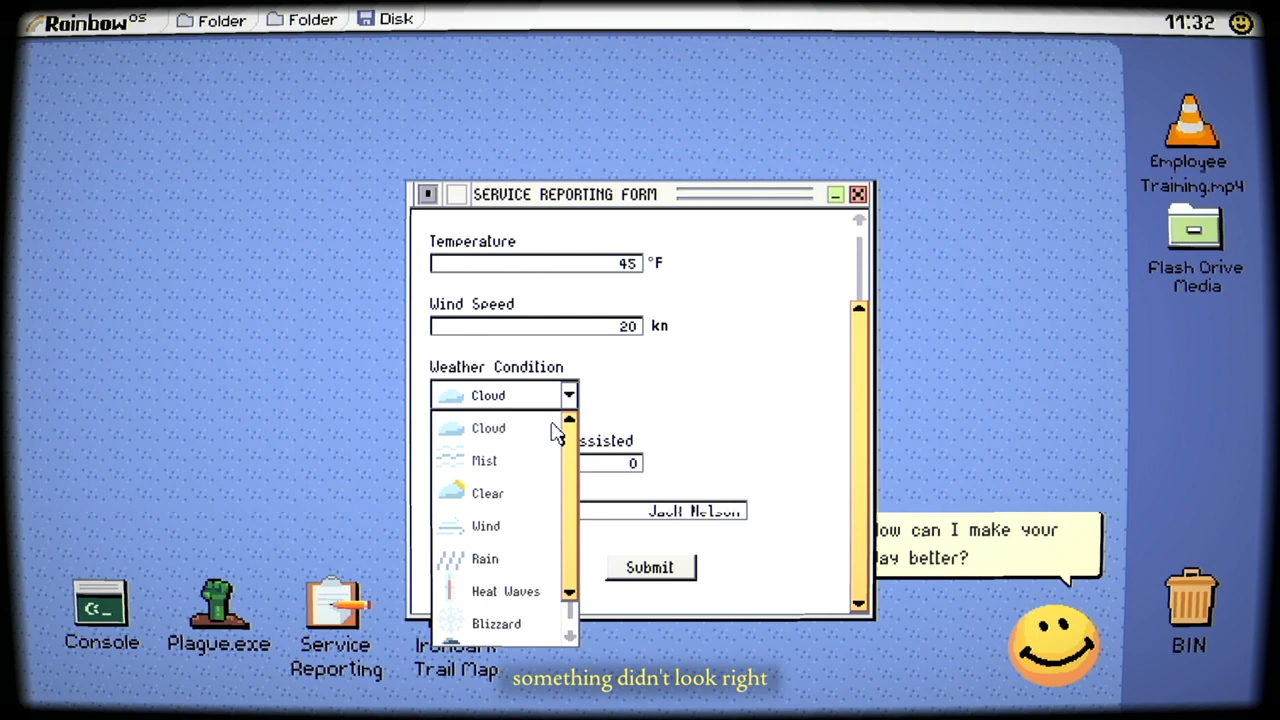 Rainbow OS
Folder
Folder
Disk
11:32
Employee
Training.mp4
Flash Drive
Media
SERVICE REPORTING FORM
Temperature
45 °F
Wind Speed
20 kn
Weather Condition
Cloud
Cloud
Mist
Clear
Wind
Rain
Heat Waves
Blizzard
ssisted
0
Jack Nelson
Submit
ow can I make your
ay better?
Console
Plague.exe
Service
Reporting
Trail Map
BIN
something didn't look right